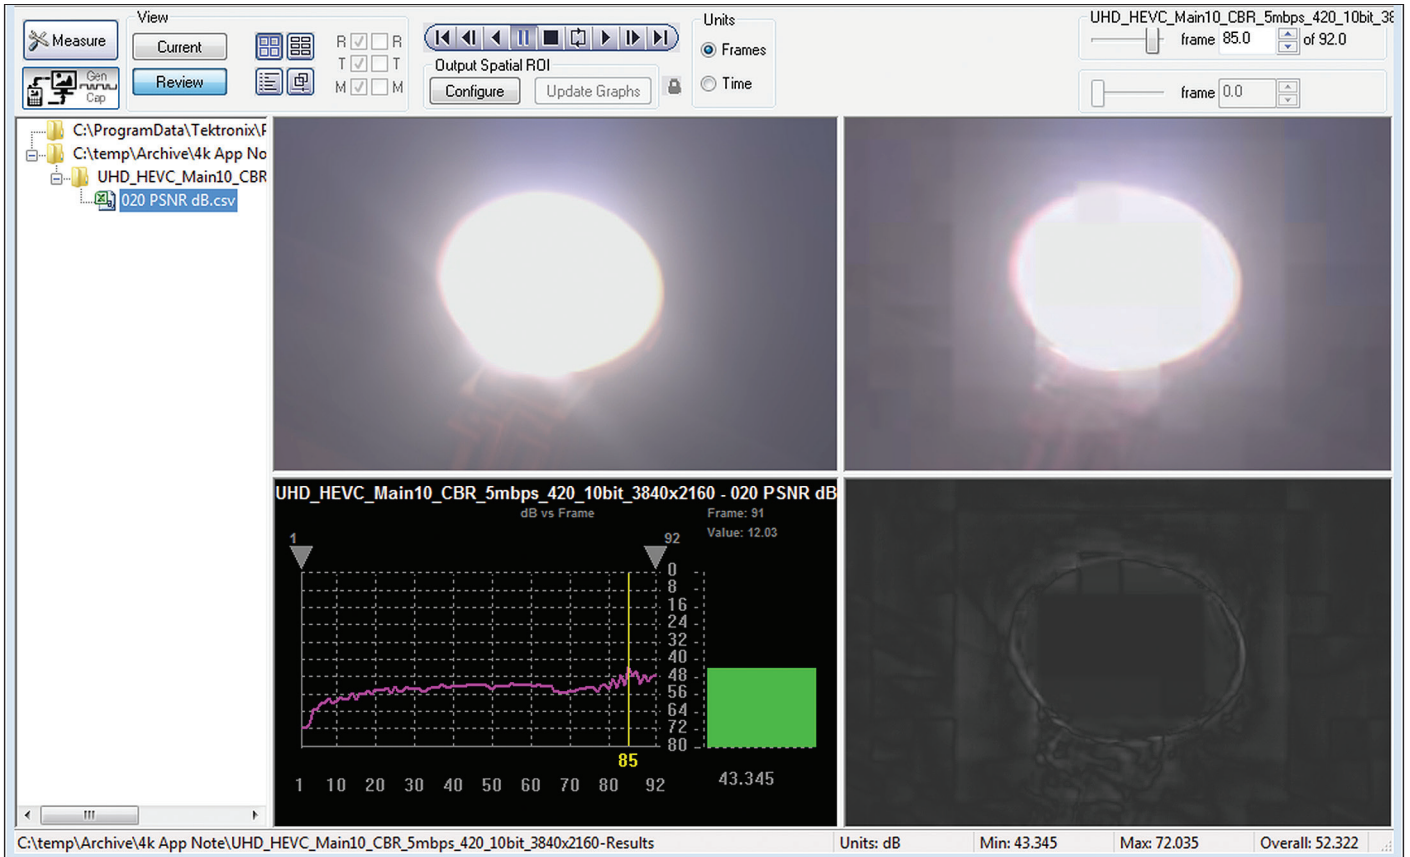 Measure
Gen
Cap
View
Current
Review
R R
T T
M M
Output Spatial ROI
Configure
Update Graphs
Units
Frames
Time
UHD_HEVC_Main10_CBR_5mbps_420_10bit_38
frame 85.0 of 92.0
frame 0.0
C:\ProgramData\Tektronix\P
C:\temp\Archive\4k App No
UHD_HEVC_Main10_CBR
020 PSNR dB.csv
UHD_HEVC_Main10_CBR_5mbps_420_10bit_3840x2160 - 020 PSNR dB
dB vs Frame
Frame: 91
Value: 12.03
1 92
0
8
16
24
32
40
48
56
64
72
80
85
1 10 20 30 40 50 60 70 80 92
43.345
C:\temp\Archive\4k App Note\UHD_HEVC_Main10_CBR_5mbps_420_10bit_3840x2160-Results
Units: dB
Min: 43.345
Max: 72.035
Overall: 52.322